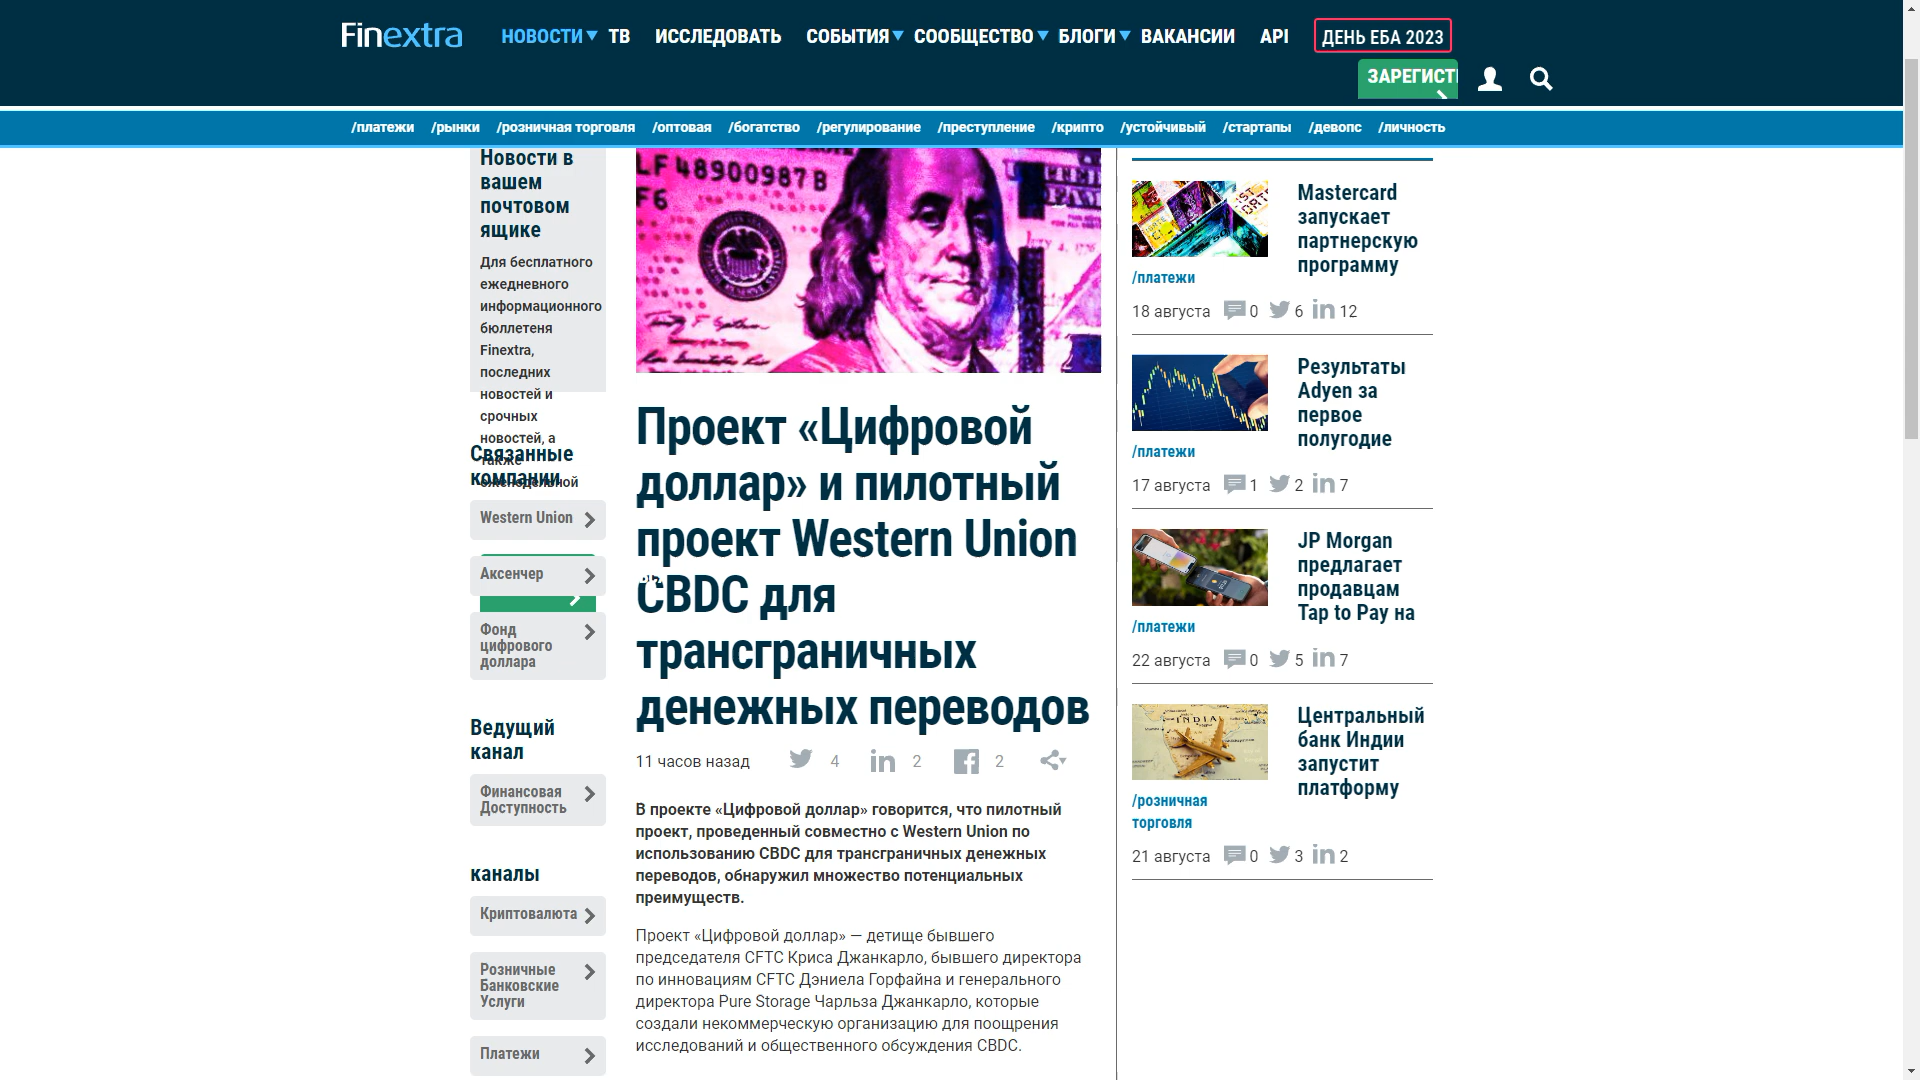 Finextra
НОВОСТИ ТВ ИССЛЕДОВАТЬ СОБЫТИЯ СООБЩЕСТВО БЛОГИ ВАКАНСИИ API ДЕНЬ ЕБА 2023
ЗАРЕГИСТ
/платежи /рынки /розничная торговля /оптовая /богатство /регулирование /преступление /крипто /устойчивый /стартапы /девопс /личность
Новости в
вашем
почтовом
ящике
Для бесплатного
ежедневного
информационного
бюллетеня
Finextra,
последних
новостей и
срочных
новостей, а
также
еженедельной
Связанные
компании
Western Union
Аксенчер
Фонд
цифрового
доллара
Ведущий
канал
Финансовая
Доступность
каналы
Криптовалюта
Розничные
Банковские
Услуги
Платежи
LF 48900987 B
F6
Проект «Цифровой
доллар» и пилотный
проект Western Union
CBDC для
трансграничных
денежных переводов
11 часов назад 4 2 2
В проекте «Цифровой доллар» говорится, что пилотный
проект, проведенный совместно с Western Union по
использованию CBDC для трансграничных денежных
переводов, обнаружил множество потенциальных
преимуществ.
Проект «Цифровой доллар» — детище бывшего
председателя CFTC Криса Джанкарло, бывшего директора
по инновациям CFTC Дэниела Горфайна и генерального
директора Pure Storage Чарльза Джанкарло, которые
создали некоммерческую организацию для поощрения
исследований и общественного обсуждения CBDC.
Mastercard
запускает
партнерскую
программу
/платежи
18 августа 0 6 12
Результаты
Adyen за
первое
полугодие
/платежи
17 августа 1 2 7
JP Morgan
предлагает
продавцам
Tap to Pay на
/платежи
22 августа 0 5 7
INDIA
Центральный
банк Индии
запустит
платформу
/розничная
торговля
21 августа 0 3 2